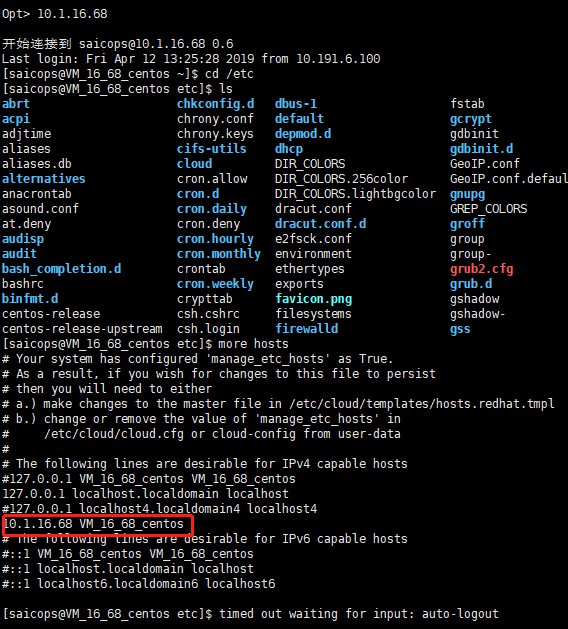 Opt> 10.1.16.68
开始连接到 saicops@10.1.16.68 0.6
Last login: Fri Apr 12 13:25:28 2019 from 10.191.6.100
[saicops@VM_16_68_centos ~]$ cd /etc
[saicops@VM_16_68_centos etc]$ ls
abrt chkconfig.d dbus-1 fstab
acpi chrony.conf default gcrypt
adjtime chrony.keys depmod.d gdbinit
aliases cifs-utils dhcp gdbinit.d
aliases.db cloud DIR_COLORS GeoIP.conf
alternatives cron.allow DIR_COLORS.256color GeoIP.conf.defaul
anacrontab cron.d DIR_COLORS.lightbgcolor gnupg
asound.conf cron.daily dracut.conf GREP_COLORS
at.deny cron.deny dracut.conf.d groff
audisp cron.hourly e2fsck.conf group
audit cron.monthly environment group-
bash_completion.d crontab ethertypes grub2.cfg
bashrc cron.weekly exports grub.d
binfmt.d crypttab favicon.png gshadow
centos-release csh.cshrc filesystems gshadow-
centos-release-upstream csh.login firewalld gss
[saicops@VM_16_68_centos etc]$ more hosts
# Your system has configured 'manage_etc_hosts' as True.
# As a result, if you wish for changes to this file to persist
# then you will need to either
# a.) make changes to the master file in /etc/cloud/templates/hosts.redhat.tmpl
# b.) change or remove the value of 'manage_etc_hosts' in
#     /etc/cloud/cloud.cfg or cloud-config from user-data
#
# The following lines are desirable for IPv4 capable hosts
#127.0.0.1 VM_16_68_centos VM_16_68_centos
127.0.0.1 localhost.localdomain localhost
#127.0.0.1 localhost4.localdomain4 localhost4
10.1.16.68 VM_16_68_centos
# The following lines are desirable for IPv6 capable hosts
#::1 VM_16_68_centos VM_16_68_centos
#::1 localhost.localdomain localhost
#::1 localhost6.localdomain6 localhost6
[saicops@VM_16_68_centos etc]$ timed out waiting for input: auto-logout